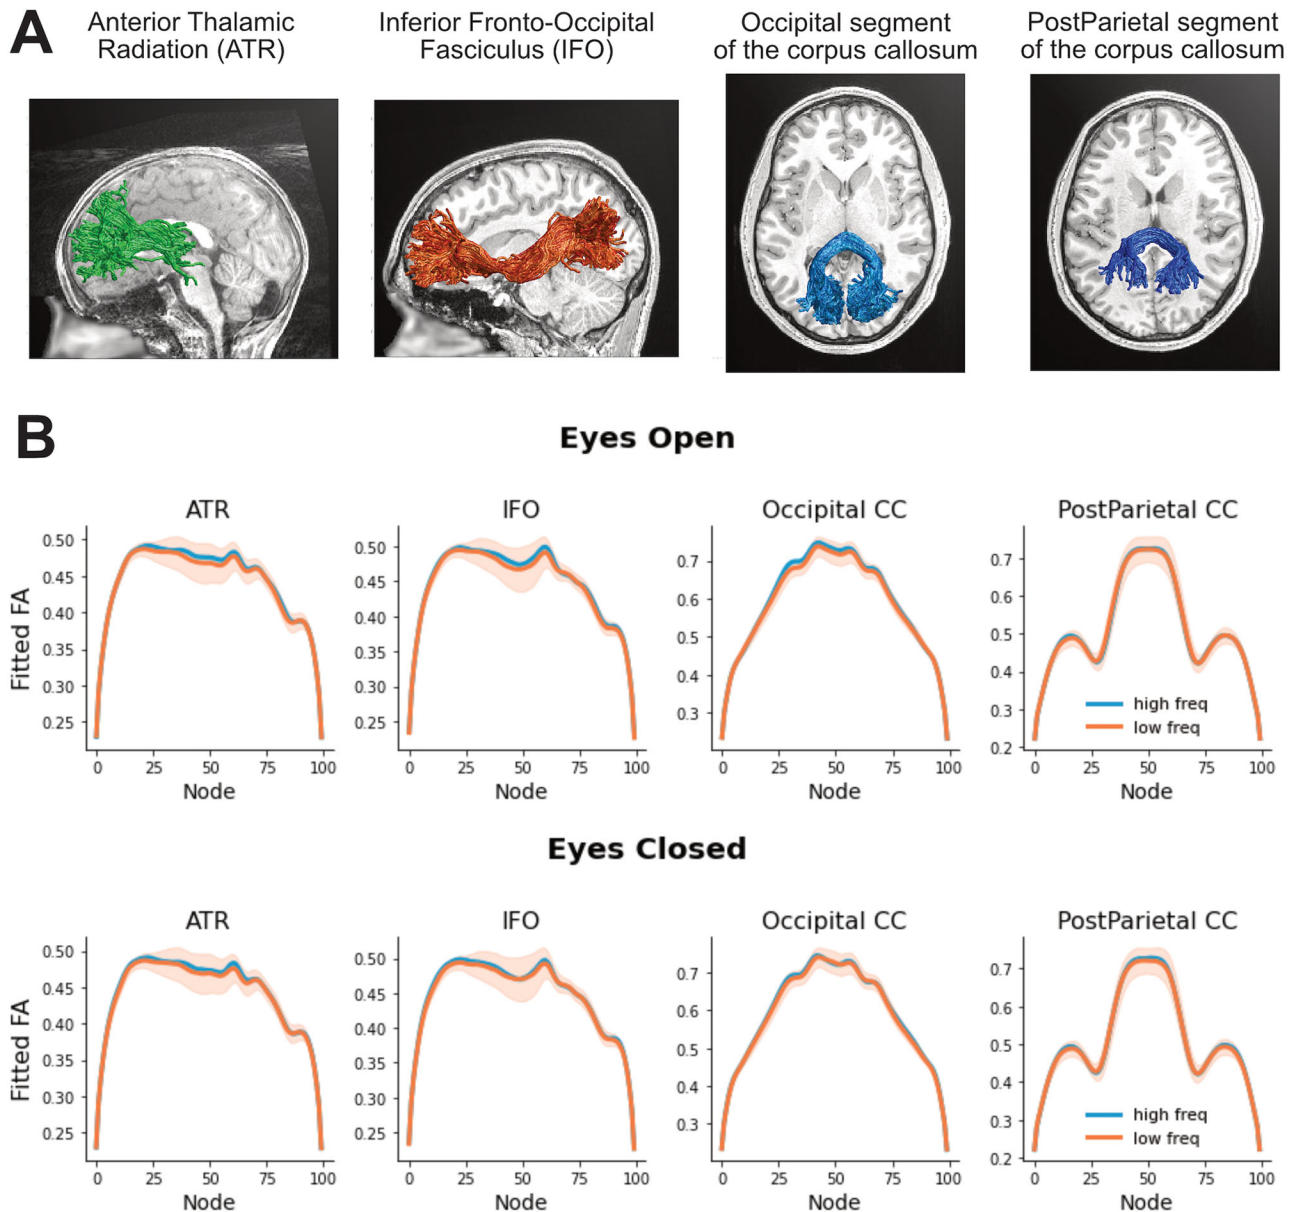 A
Anterior Thalamic
Radiation (ATR)
Inferior Fronto-Occipital
Fasciculus (IFO)
Occipital segment
of the corpus callosum
PostParietal segment
of the corpus callosum
B
Eyes Open
ATR
IFO
Occipital CC
PostParietal CC
Fitted FA
0.50
0.45
0.40
0.35
0.30
0.25
0 25 50 75 100
Node
0.50
0.45
0.40
0.35
0.30
0.25
0 25 50 75 100
Node
0.7
0.6
0.5
0.4
0.3
0 25 50 75 100
Node
0.7
0.6
0.5
0.4
0.3
0.2
high freq
low freq
0 25 50 75 100
Node
Eyes Closed
ATR
IFO
Occipital CC
PostParietal CC
Fitted FA
0.50
0.45
0.40
0.35
0.30
0.25
0 25 50 75 100
Node
0.50
0.45
0.40
0.35
0.30
0.25
0 25 50 75 100
Node
0.7
0.6
0.5
0.4
0.3
0 25 50 75 100
Node
0.7
0.6
0.5
0.4
0.3
0.2
high freq
low freq
0 25 50 75 100
Node